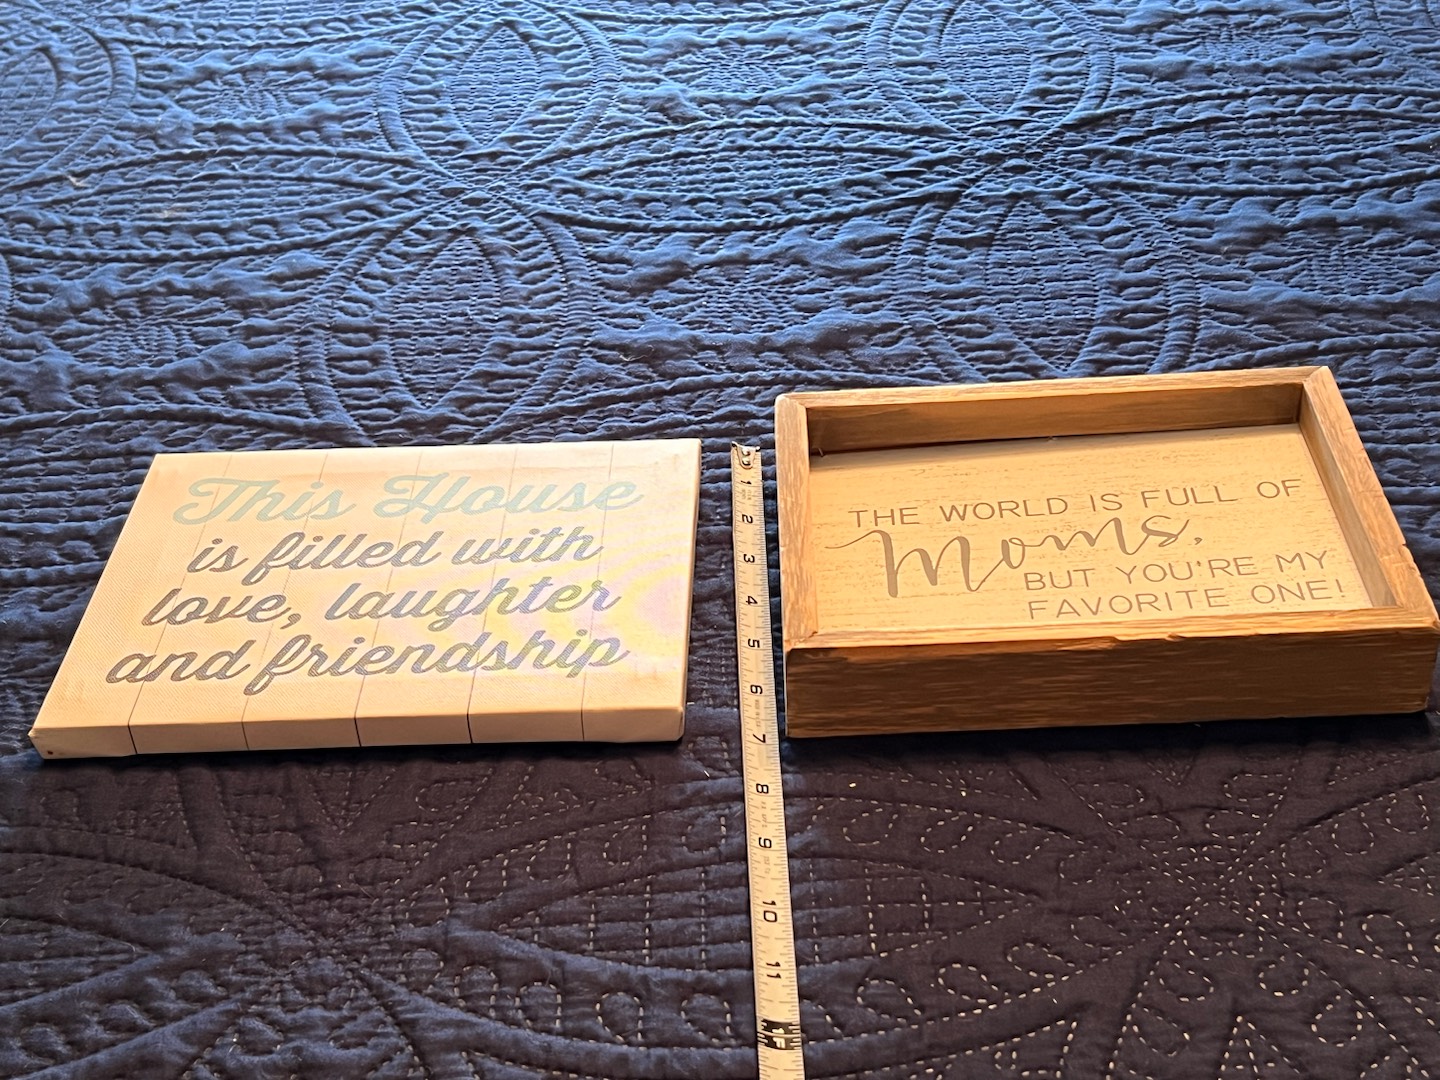 This House
is filled with
love, laughter
and friendship
1
2
3
4
5
6
7
8
9
10
11
1F
THE WORLD IS FULL OF
Moms,
BUT YOU'RE MY
FAVORITE ONE!